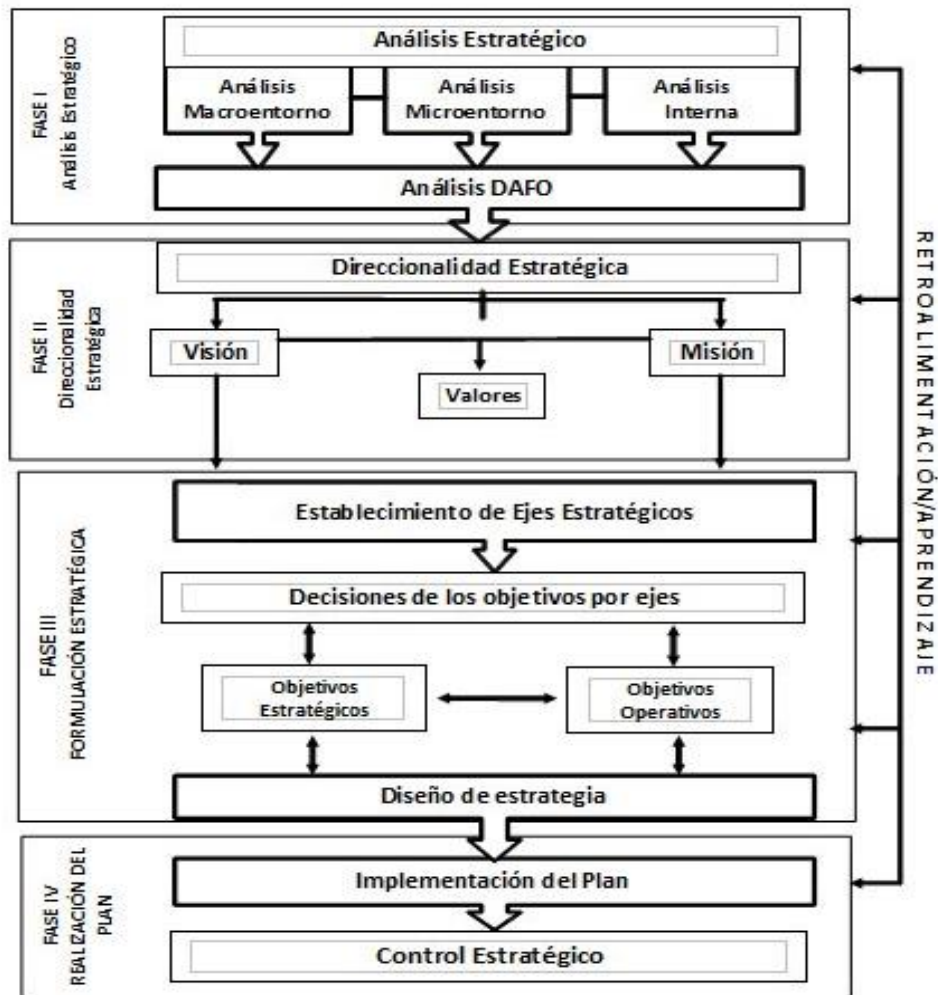 FASE I
Análisis Estratégico
Análisis Estratégico
Análisis
Macroentorno
Análisis
Microentorno
Análisis
Interna
Análisis DAFO
FASE II
Direccionalidad
Estratégica
Direccionalidad Estratégica
Visión
Misión
Valores
FASE III
FORMULACIÓN ESTRATÉGICA
Establecimiento de Ejes Estratégicos
Decisiones de los objetivos por ejes
Objetivos
Estratégicos
Objetivos
Operativos
Diseño de estrategia
FASE IV
REALIZACIÓN DEL
PLAN
Implementación del Plan
Control Estratégico
RETROALIMENTACIÓN/APRENDIZAJE